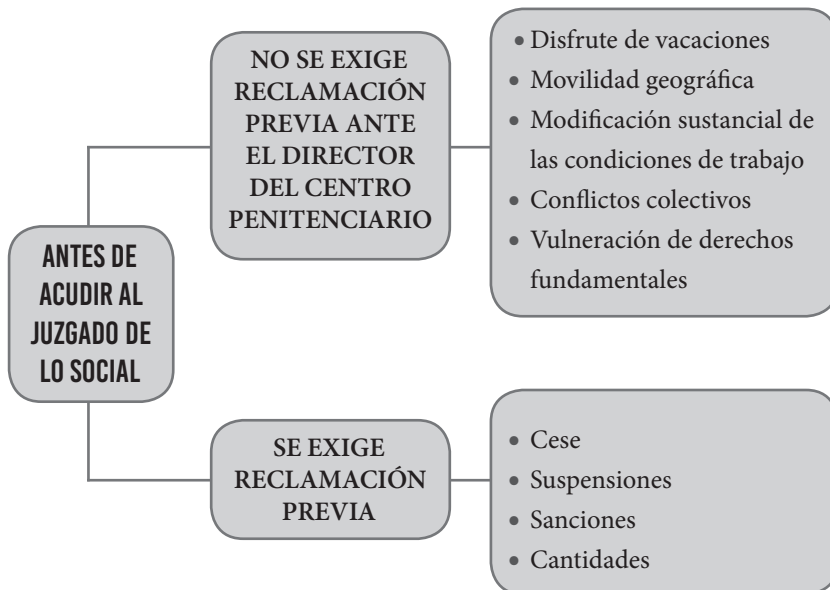 ANTES DE
ACUDIR AL
JUZGADO DE
LO SOCIAL
NO SE EXIGE
RECLAMACIÓN
PREVIA ANTE
EL DIRECTOR
DEL CENTRO
PENITENCIARIO
• Disfrute de vacaciones
• Movilidad geográfica
• Modificación sustancial de
las condiciones de trabajo
• Conflictos colectivos
• Vulneración de derechos
fundamentales
SE EXIGE
RECLAMACIÓN
PREVIA
• Cese
• Suspensiones
• Sanciones
• Cantidades